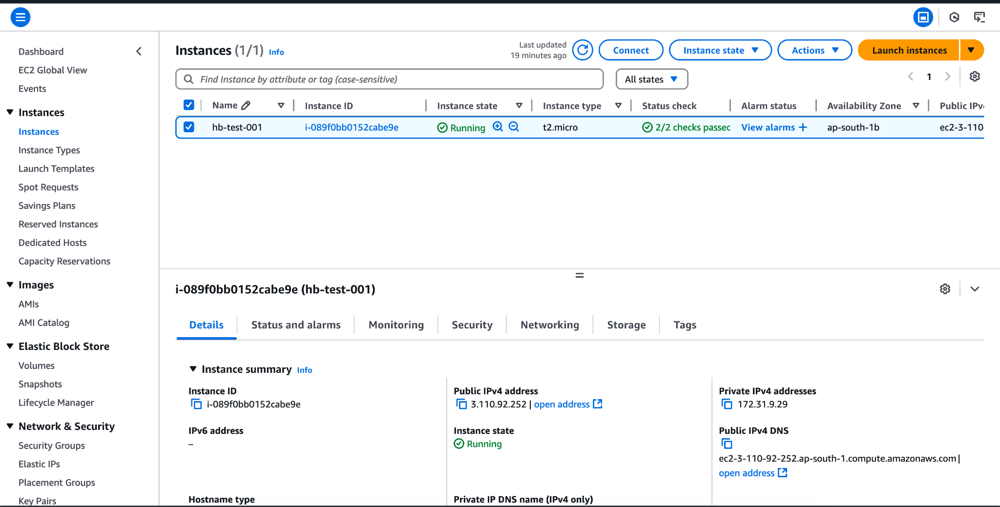 Dashboard
EC2 Global View
Events
Instances
Instances
Instance Types
Launch Templates
Spot Requests
Savings Plans
Reserved Instances
Dedicated Hosts
Capacity Reservations
Images
AMIs
AMI Catalog
Elastic Block Store
Volumes
Snapshots
Lifecycle Manager
Network & Security
Security Groups
Elastic IPs
Placement Groups
Key Pairs
Instances (1/1) Info
Last updated
19 minutes ago
Connect
Instance state
Actions
Launch instances
Find Instance by attribute or tag (case-sensitive)
All states
1
Name Instance ID Instance state Instance type Status check Alarm status Availability Zone Public IPv4
hb-test-001 i-089f0bb0152cabe9e Running t2.micro 2/2 checks passec View alarms + ap-south-1b ec2-3-110-
i-089f0bb0152cabe9e (hb-test-001)
Details Status and alarms Monitoring Security Networking Storage Tags
Instance summary Info
Instance ID
i-089f0bb0152cabe9e
Public IPv4 address
3.110.92.252 | open address
Private IPv4 addresses
172.31.9.29
IPv6 address
–
Instance state
Running
Public IPv4 DNS
ec2-3-110-92-252.ap-south-1.compute.amazonaws.com |
open address
Hostname type
Private IP DNS name (IPv4 only)